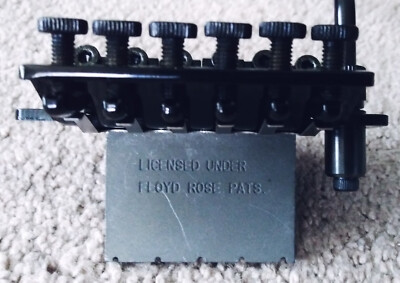 LICENSED UNDER
FLOYD ROSE PATS.